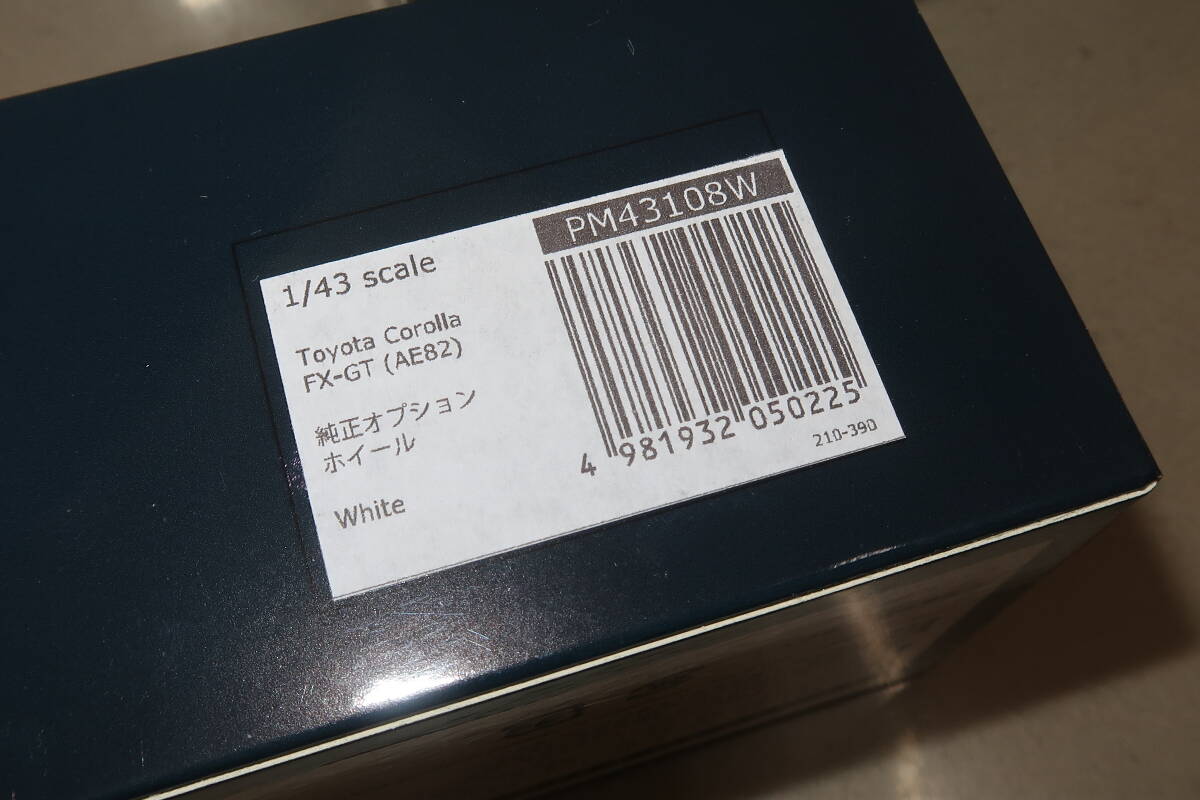 1/43 scale
Toyota Corolla
FX-GT (AE82)
純正オプション
ホイール
White
PM43108W
4 981932 050225
210-390